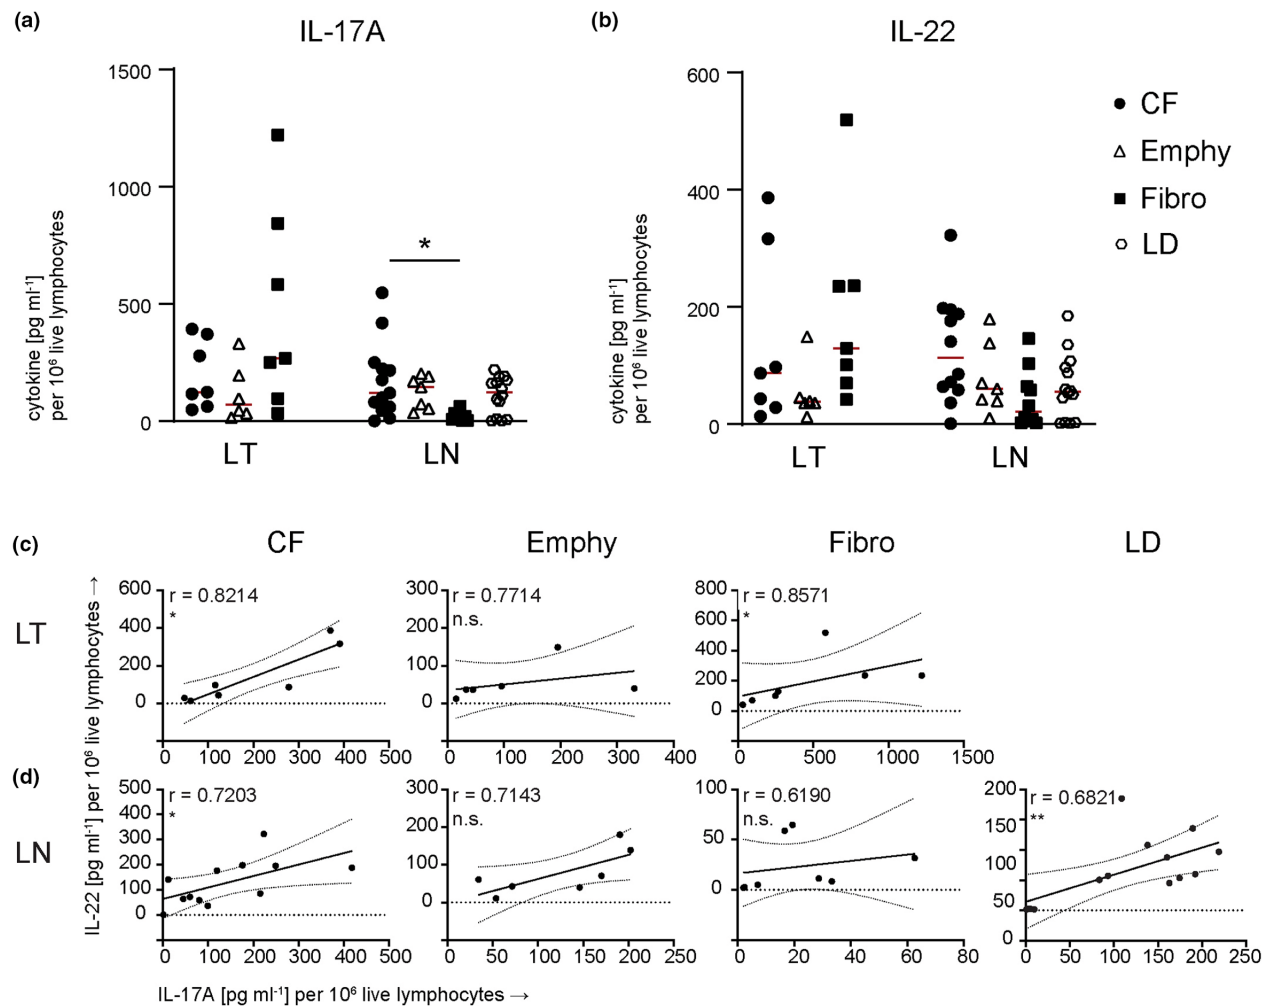 (a)
IL-17A
1500
1000
500
0
cytokine [pg ml⁻¹]
per 10⁶ live lymphocytes
*
LT
LN
(b)
IL-22
600
400
200
0
cytokine [pg ml⁻¹]
per 10⁶ live lymphocytes
LT
LN
CF
Emphy
Fibro
LD
(c)
CF
Emphy
Fibro
LD
LT
IL-22 [pg ml⁻¹] per 10⁶ live lymphocytes →
600
400
200
0
r = 0.8214
*
0 100 200 300 400 500
300
200
100
0
r = 0.7714
n.s.
0 100 200 300 400
800
600
400
200
0
r = 0.8571
*
0 500 1000 1500
(d)
LN
500
400
300
200
100
0
r = 0.7203
*
0 100 200 300 400 500
300
200
100
0
r = 0.7143
n.s.
0 50 100 150 200 250
100
50
0
r = 0.6190
n.s.
0 20 40 60 80
200
150
100
50
0
r = 0.6821
**
0 50 100 150 200 250
IL-17A [pg ml⁻¹] per 10⁶ live lymphocytes →